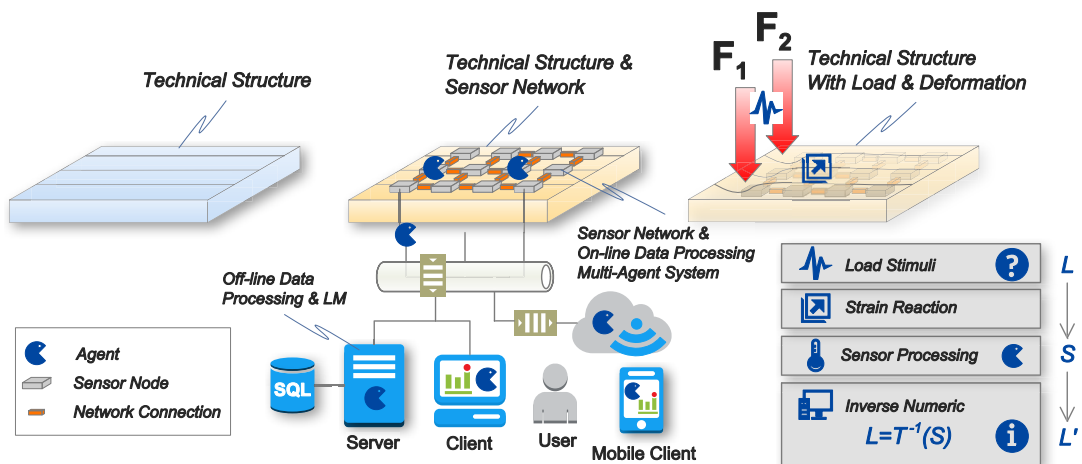 Technical Structure
Technical Structure &
Sensor Network
F1
F2
Technical Structure
With Load & Deformation
Sensor Network &
On-line Data Processing
Multi-Agent System
Off-line Data
Processing & LM
Agent
Sensor Node
Network Connection
SQL
Server
Client
User
Mobile Client
Load Stimuli
?
L
Strain Reaction
Sensor Processing
S
Inverse Numeric
L=T⁻¹(S)
i
L'